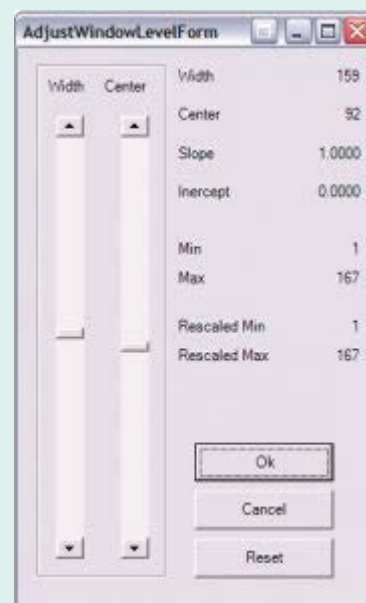 AdjustWindowLevelForm
Width Center
Width 159
Center 92
Slope 1.0000
Inercept 0.0000
Min 1
Max 167
Rescaled Min 1
Rescaled Max 167
Ok
Cancel
Reset